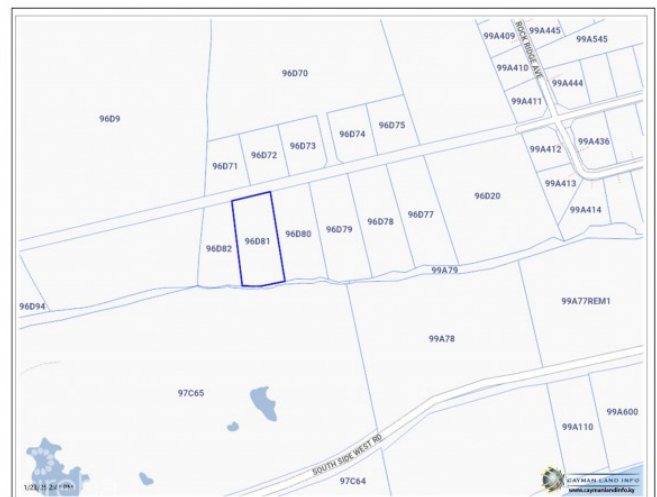 99A409
ROCK RIDGE AVE
99A445
99A545
96D70
99A410
99A444
99A411
96D9
96D74
96D75
96D73
96D72
96D71
99A412
99A436
99A413
96D20
99A414
96D77
96D78
96D79
96D80
96D81
96D82
99A79
96D94
99A77REM1
99A78
97C65
99A600
99A110
SOUTH SIDE WEST RD
97C64
CAYMAN LAND INFO
www.caymanlandinfo.ky